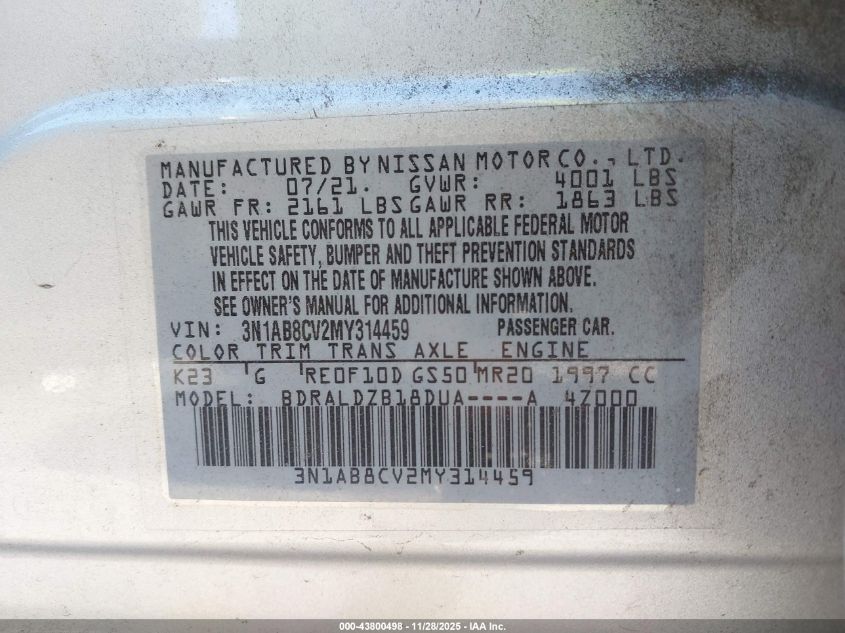 MANUFACTURED BY NISSAN MOTOR CO., LTD.
DATE: 07/21. GVWR: 4001 LBS
GAWR FR: 2161 LBS GAWR RR: 1863 LBS
THIS VEHICLE CONFORMS TO ALL APPLICABLE FEDERAL MOTOR
VEHICLE SAFETY, BUMPER AND THEFT PREVENTION STANDARDS
IN EFFECT ON THE DATE OF MANUFACTURE SHOWN ABOVE.
SEE OWNER'S MANUAL FOR ADDITIONAL INFORMATION.
VIN: 3N1AB8CV2MY314459 PASSENGER CAR.
COLOR TRIM TRANS AXLE ENGINE
K23 G RE0F10D GS50 MR20 1997 CC
MODEL: BDRALDZB18DUA----A 4Z000
3N1AB8CV2MY314459
000-43800498 - 11/28/2025 - IAA Inc.